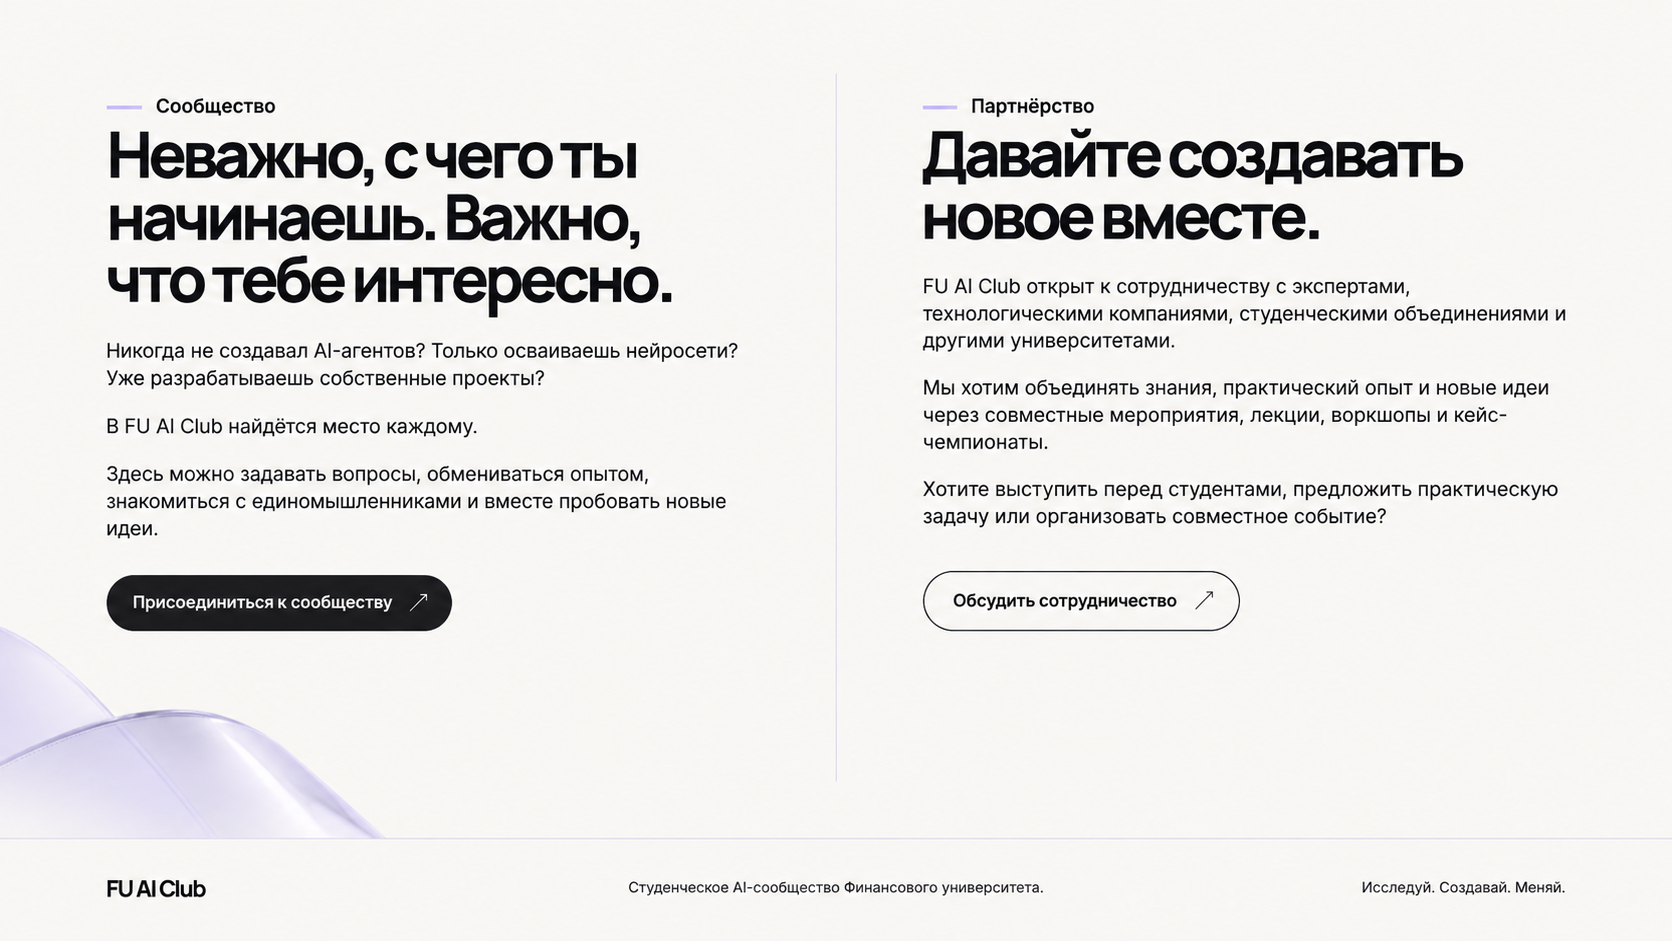 Сообщество
Неважно, с чего ты
начинаешь. Важно,
что тебе интересно.
Никогда не создавал AI-агентов? Только осваиваешь нейросети?
Уже разрабатываешь собственные проекты?
В FU AI Club найдётся место каждому.
Здесь можно задавать вопросы, обмениваться опытом,
знакомиться с единомышленниками и вместе пробовать новые
идеи.
Присоединиться к сообществу
Партнёрство
Давайте создавать
новое вместе.
FU AI Club открыт к сотрудничеству с экспертами,
технологическими компаниями, студенческими объединениями и
другими университетами.
Мы хотим объединять знания, практический опыт и новые идеи
через совместные мероприятия, лекции, воркшопы и кейс-
чемпионаты.
Хотите выступить перед студентами, предложить практическую
задачу или организовать совместное событие?
Обсудить сотрудничество
FU AI Club
Студенческое AI-сообщество Финансового университета.
Исследуй. Создавай. Меняй.